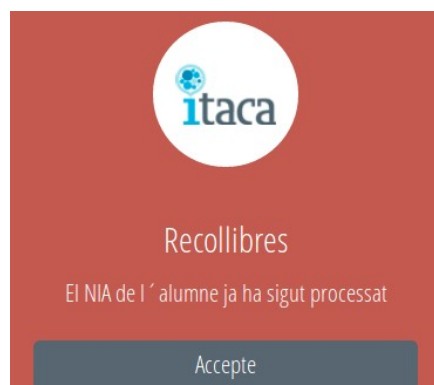 itaca
Recollibres
El NIA de l´alumne ja ha sigut processat
Accepte